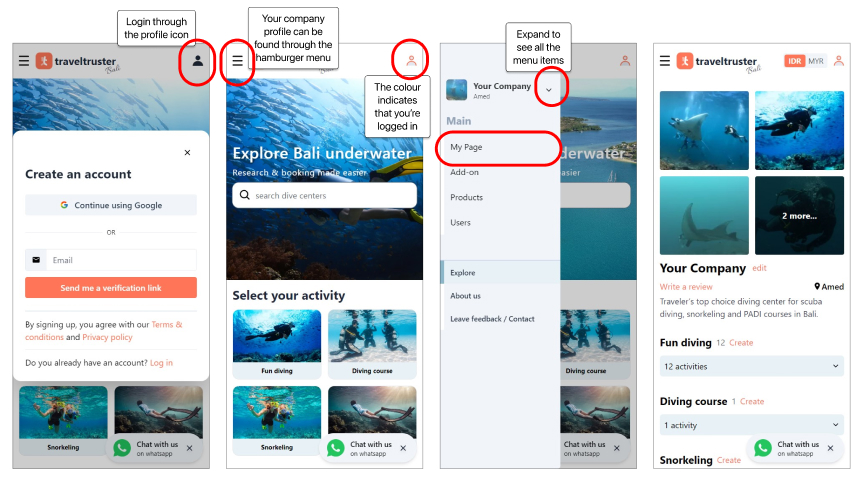 Login through
the profile icon
Your company
profile can be
found through the
hamburger menu
The colour
indicates
that you're
logged in
Expand to
see all the
menu items
traveltruster
Bali
Create an account
Continue using Google
OR
Email
Send me a verification link
By signing up, you agree with our Terms &
conditions and Privacy policy
Do you already have an account? Log in
Snorkeling
Chat with us
on whatsapp
traveltruster
Bali
Explore Bali underwater
Research & booking made easier
search dive centers
Select your activity
Fun diving
Diving course
Snorkeling
Chat with us
on whatsapp
Your Company
Amed
Main
My Page
Add-on
Products
Users
Explore
About us
Leave feedback / Contact
derwater
easier
Diving course
Chat with us
on whatsapp
traveltruster
Bali
IDR MYR
2 more...
Your Company edit
Write a review
Amed
Traveler's top choice diving center for scuba
diving, snorkeling and PADI courses in Bali.
Fun diving 12 Create
12 activities
Diving course 1 Create
1 activity
Snorkeling Create
Chat with us
on whatsapp